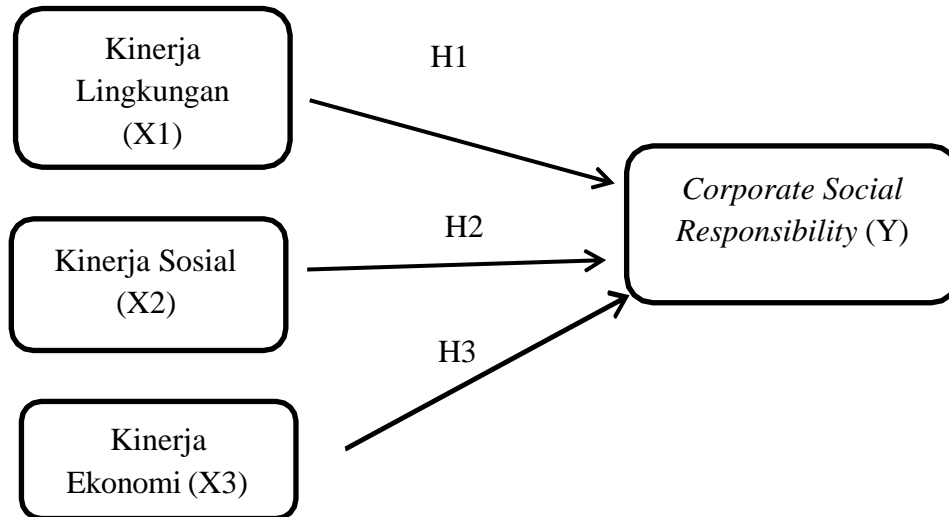 Kinerja
Lingkungan
(X1)
H1
Corporate Social
Responsibility (Y)
Kinerja Sosial
(X2)
H2
H3
Kinerja
Ekonomi (X3)